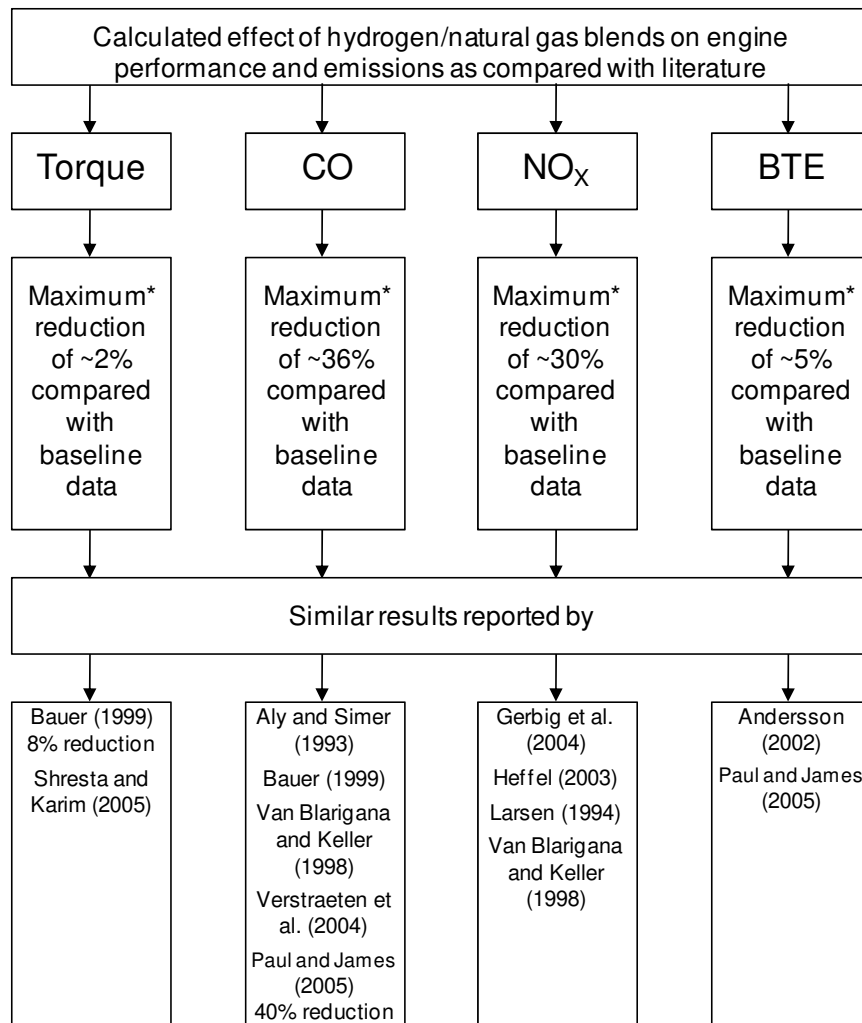 Calculated effect of hydrogen/natural gas blends on engine
performance and emissions as compared with literature
Torque
CO
NOX
BTE
Maximum*
reduction
of ~2%
compared
with
baseline
data
Maximum*
reduction
of ~36%
compared
with
baseline
data
Maximum*
reduction
of ~30%
compared
with
baseline
data
Maximum*
reduction
of ~5%
compared
with
baseline
data
Similar results reported by
Bauer (1999)
8% reduction
Shresta and
Karim (2005)
Aly and Simer
(1993)
Bauer (1999)
Van Blarigana
and Keller
(1998)
Verstraeten et
al. (2004)
Paul and James
(2005)
40% reduction
Gerbig et al.
(2004)
Heffel (2003)
Larsen (1994)
Van Blarigana
and Keller
(1998)
Andersson
(2002)
Paul and James
(2005)